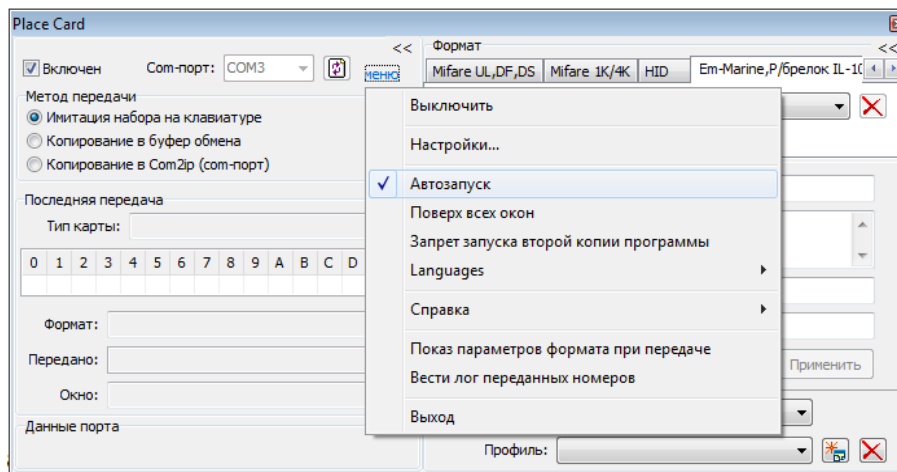 Place Card
<<
Формат
<<
Включен
Com-порт:
COM3
меню
Mifare UL,DF,DS
Mifare 1K/4K
HID
Em-Marine,P/брелок IL-10
Метод передачи
Имитация набора на клавиатуре
Копирование в буфер обмена
Копирование в Com2ip (com-порт)
Последняя передача
Тип карты:
0 1 2 3 4 5 6 7 8 9 A B C D
Формат:
Передано:
Окно:
Данные порта
Выключить
Настройки...
Автозапуск
Поверх всех окон
Запрет запуска второй копии программы
Languages
Справка
Показ параметров формата при передаче
Вести лог переданных номеров
Выход
Применить
Профиль: